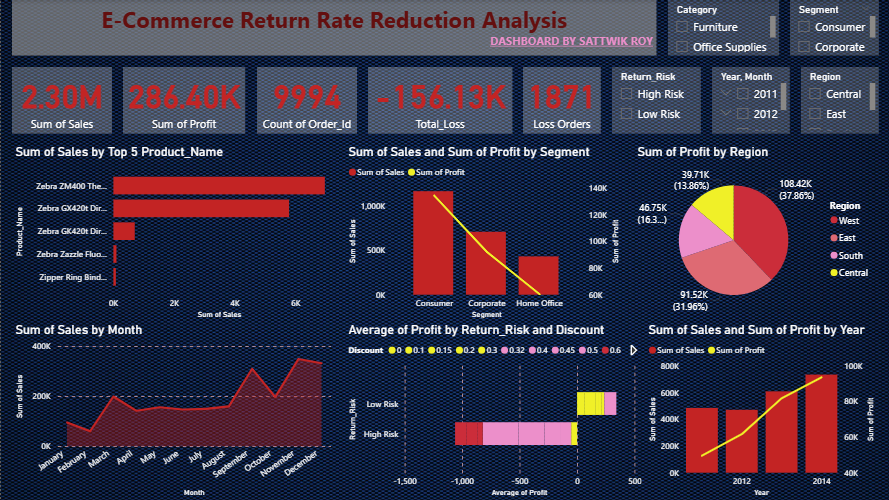 E-Commerce Return Rate Reduction Analysis
DASHBOARD BY SATTWIK ROY
Category
Furniture
Office Supplies
Segment
Consumer
Corporate
2.30M
Sum of Sales
286.40K
Sum of Profit
9994
Count of Order_Id
-156.13K
Total_Loss
1871
Loss Orders
Return_Risk
High Risk
Low Risk
Year, Month
2011
2012
Region
Central
East
Sum of Sales by Top 5 Product_Name
Product_Name
Zebra ZM400 The...
Zebra GX420t Dir...
Zebra GK420t Dir...
Zebra Zazzle Fluo...
Zipper Ring Bind...
0K 2K 4K 6K
Sum of Sales
Sum of Sales and Sum of Profit by Segment
Sum of Sales Sum of Profit
Sum of Sales
1,000K
500K
0K
140K
120K
100K
80K
60K
Sum of Profit
Consumer Corporate Home Office
Segment
Sum of Profit by Region
39.71K
(13.86%)
108.42K
(37.86%)
46.75K
(16.3...)
91.52K
(31.96%)
Region
West
East
South
Central
Sum of Sales by Month
Sum of Sales
400K
200K
0K
January February March April May June July August September October November December
Month
Average of Profit by Return_Risk and Discount
Discount 0 0.1 0.15 0.2 0.3 0.32 0.4 0.45 0.5 0.6
Return_Risk
Low Risk
High Risk
-1,500 -1,000 -500 0 500
Average of Profit
Sum of Sales and Sum of Profit by Year
Sum of Sales Sum of Profit
Sum of Sales
800K
600K
400K
200K
0K
100K
80K
60K
40K
Sum of Profit
2012 2014
Year